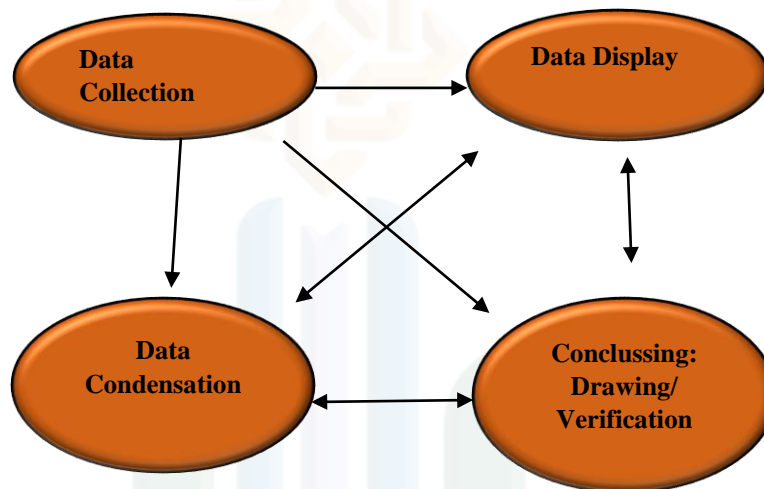 Data
Collection
Data Display
Data
Condensation
Conclussing:
Drawing/
Verification